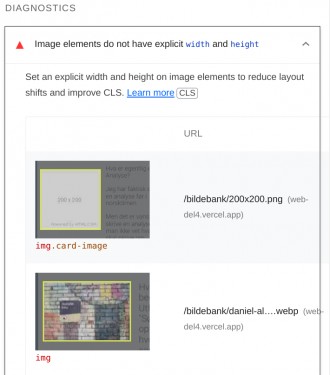 DIAGNOSTICS
Image elements do not have explicit width and height
Set an explicit width and height on image elements to reduce layout
shifts and improve CLS. Learn more CLS
URL
200 x 200
/bildebank/200x200.png (web-
del4.vercel.app)
img.card-image
/bildebank/daniel-al….webp (web-
del4.vercel.app)
img